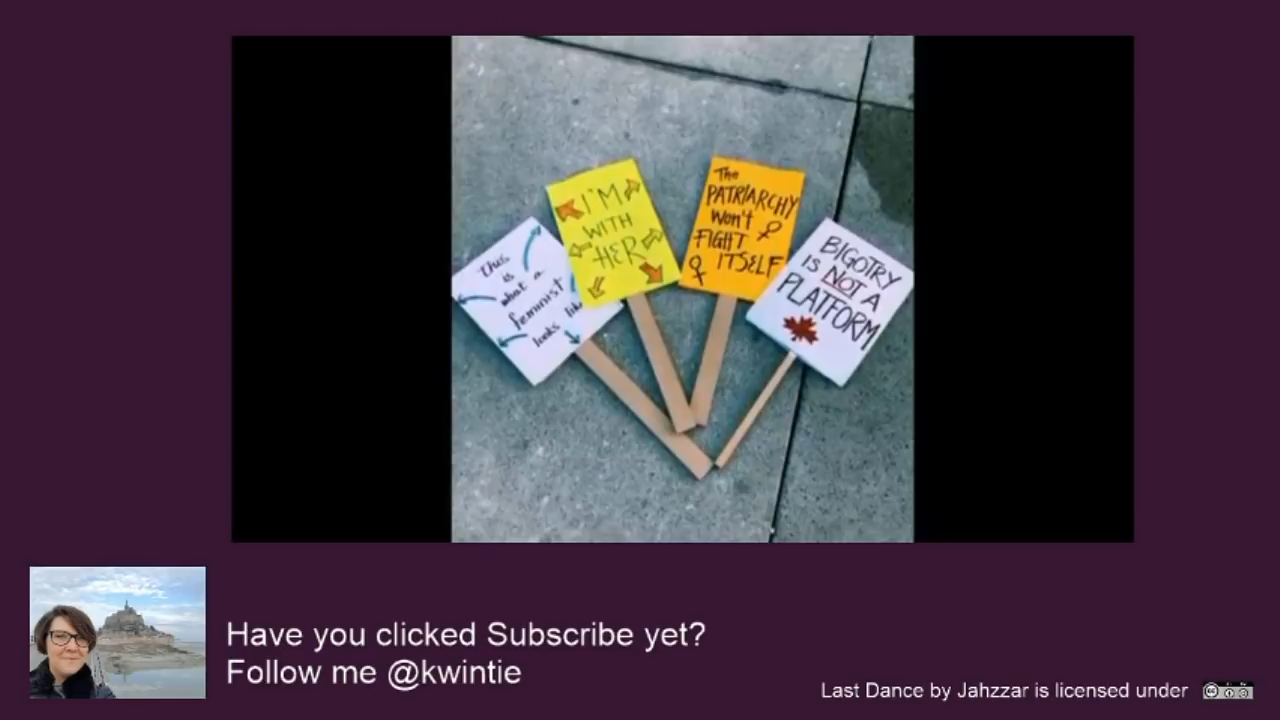 this
is
what a
feminist
looks like
I'M
WITH
HER
The
PATRIARCHY
won't
FIGHT
ITSELF
BIGOTRY
IS NOT A
PLATFORM
Have you clicked Subscribe yet?
Follow me @kwintie
Last Dance by Jahzzar is licensed under